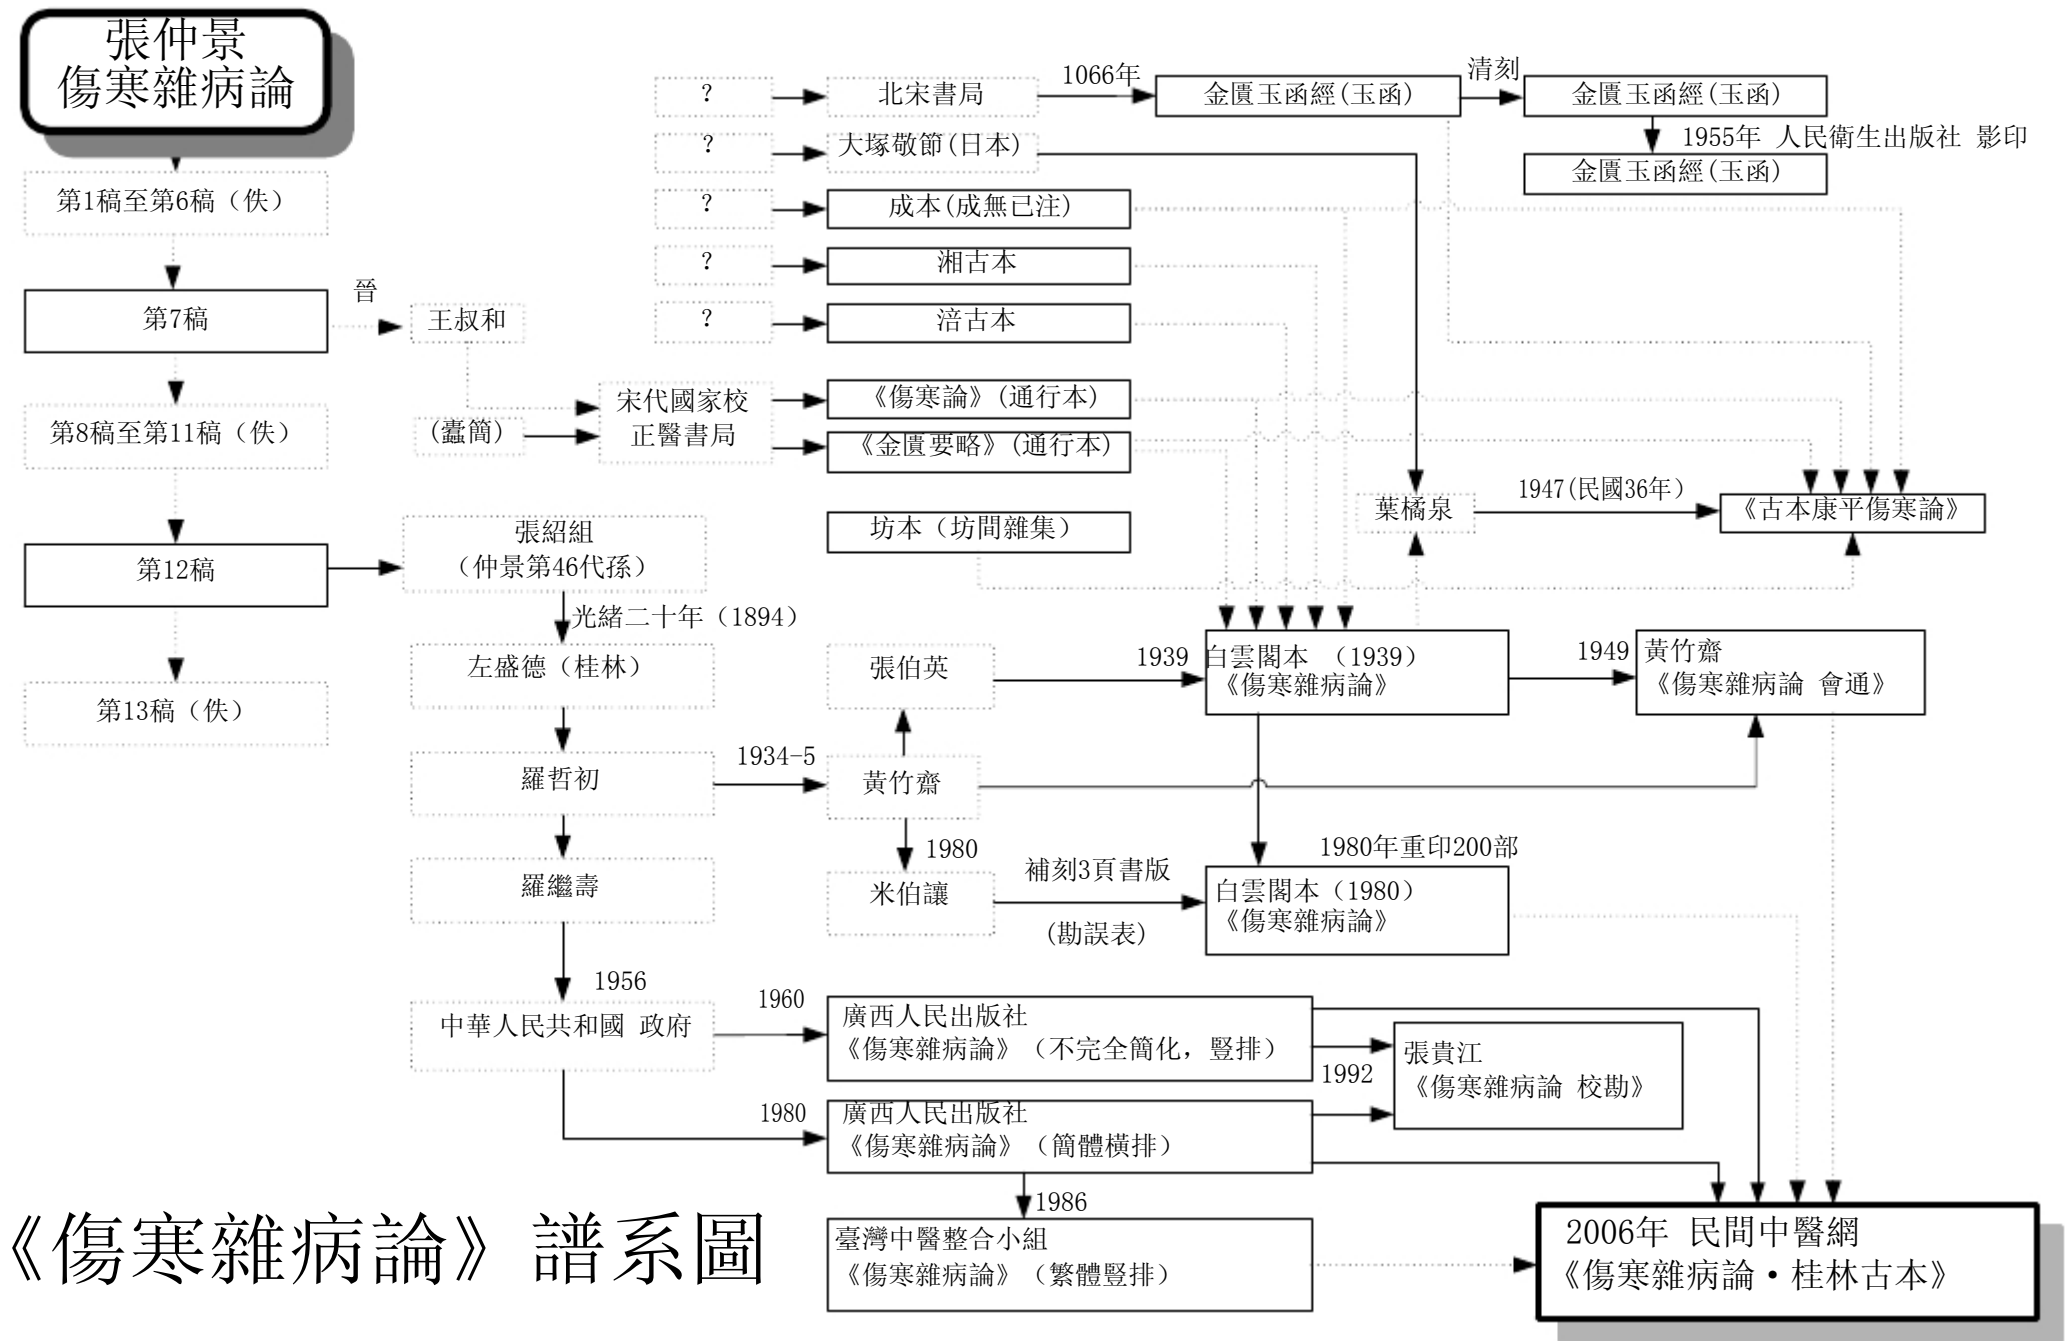 張仲景
傷寒雜病論
第1稿至第6稿（佚）
第7稿
晉
王叔和
第8稿至第11稿（佚）
(蠹簡)
宋代國家校
正醫書局
第12稿
張紹組
（仲景第46代孫）
光緒二十年（1894）
第13稿（佚）
左盛德（桂林）
羅哲初
1934-5
羅繼壽
1956
中華人民共和國 政府
?
北宋書局
1066年
金匱玉函經(玉函)
清刻
金匱玉函經(玉函)
1955年 人民衛生出版社 影印
金匱玉函經(玉函)
?
大塚敬節(日本)
?
成本(成無已注)
?
湘古本
?
涪古本
《傷寒論》(通行本)
《金匱要略》(通行本)
坊本（坊間雜集）
葉橘泉
1947(民國36年）
《古本康平傷寒論》
張伯英
1939
白雲閣本 （1939）
《傷寒雜病論》
1949
黃竹齋
《傷寒雜病論 會通》
黃竹齋
1980
米伯讓
補刻3頁書版
(勘誤表)
1980年重印200部
白雲閣本（1980）
《傷寒雜病論》
1960
廣西人民出版社
《傷寒雜病論》（不完全簡化，豎排）
1992
張貴江
《傷寒雜病論 校勘》
1980
廣西人民出版社
《傷寒雜病論》（簡體橫排）
1986
臺灣中醫整合小組
《傷寒雜病論》（繁體豎排）
2006年 民間中醫網
《傷寒雜病論·桂林古本》
《傷寒雜病論》譜系圖